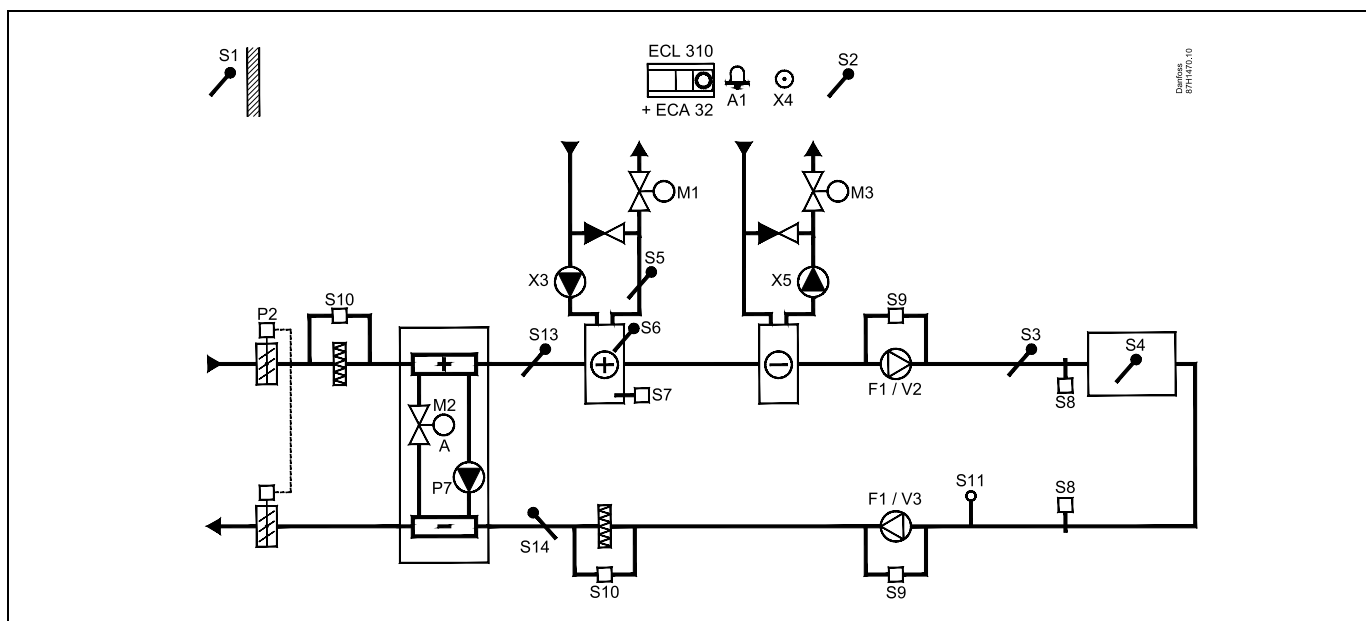 S1
ECL 310
+ ECA 32
A1
X4
S2
Danfoss
87H1470.10
M1
M3
S5
X3
X5
S10
P2
S13
S6
S9
S3
S4
+
+
−
F1 / V2
S7
S8
M2
A
P7
S11
S8
F1 / V3
-
S14
S10
S9